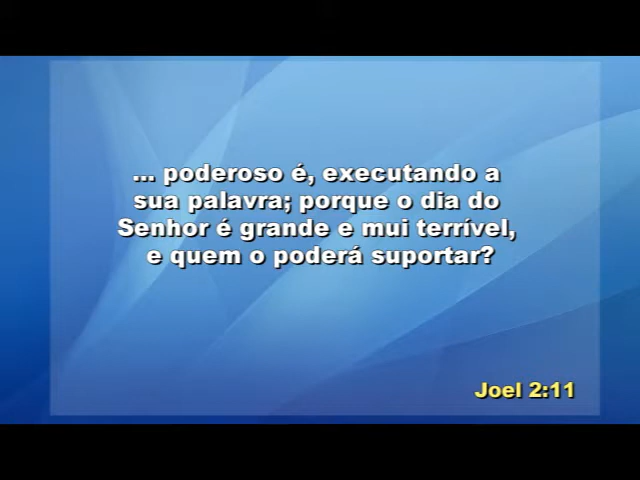 ... poderoso é, executando a
sua palavra; porque o dia do
Senhor é grande e mui terrível,
e quem o poderá suportar?
Joel 2:11